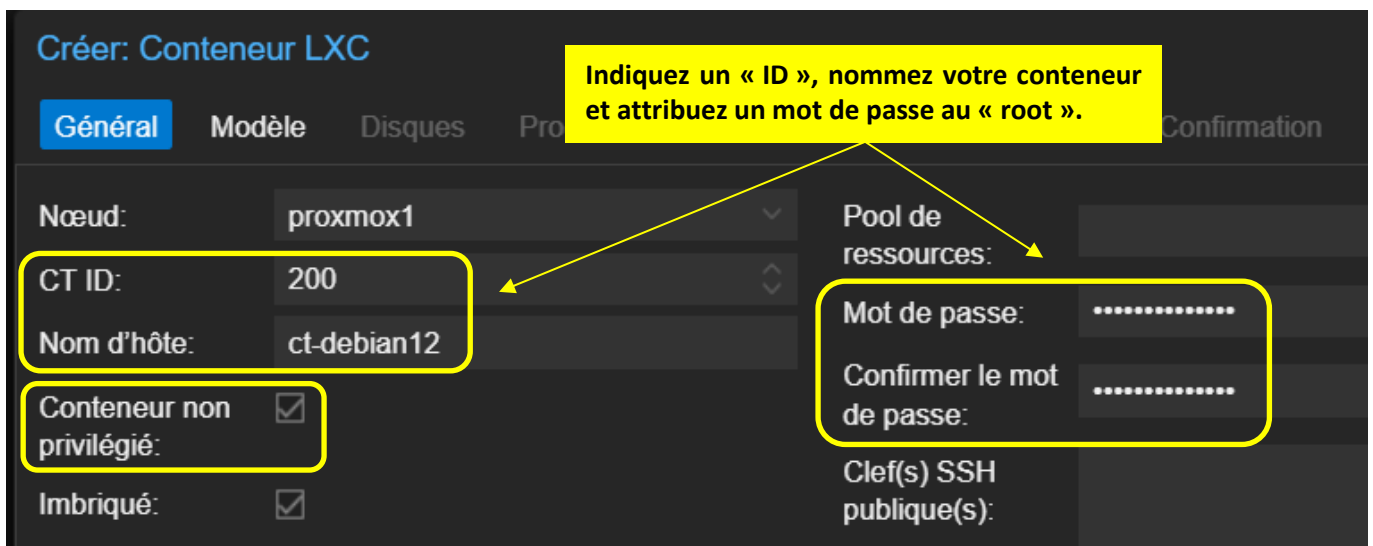 Créer: Conteneur LXC
Indiquez un « ID », nommez votre conteneur
et attribuez un mot de passe au « root ».
Général Modèle Disques Confirmation
Nœud: proxmox1
Pool de
ressources:
CT ID: 200
Nom d'hôte: ct-debian12
Mot de passe: ••••••••••••••
Confirmer le mot
de passe: ••••••••••••••
Conteneur non
privilégié:
Imbriqué:
Clef(s) SSH
publique(s):